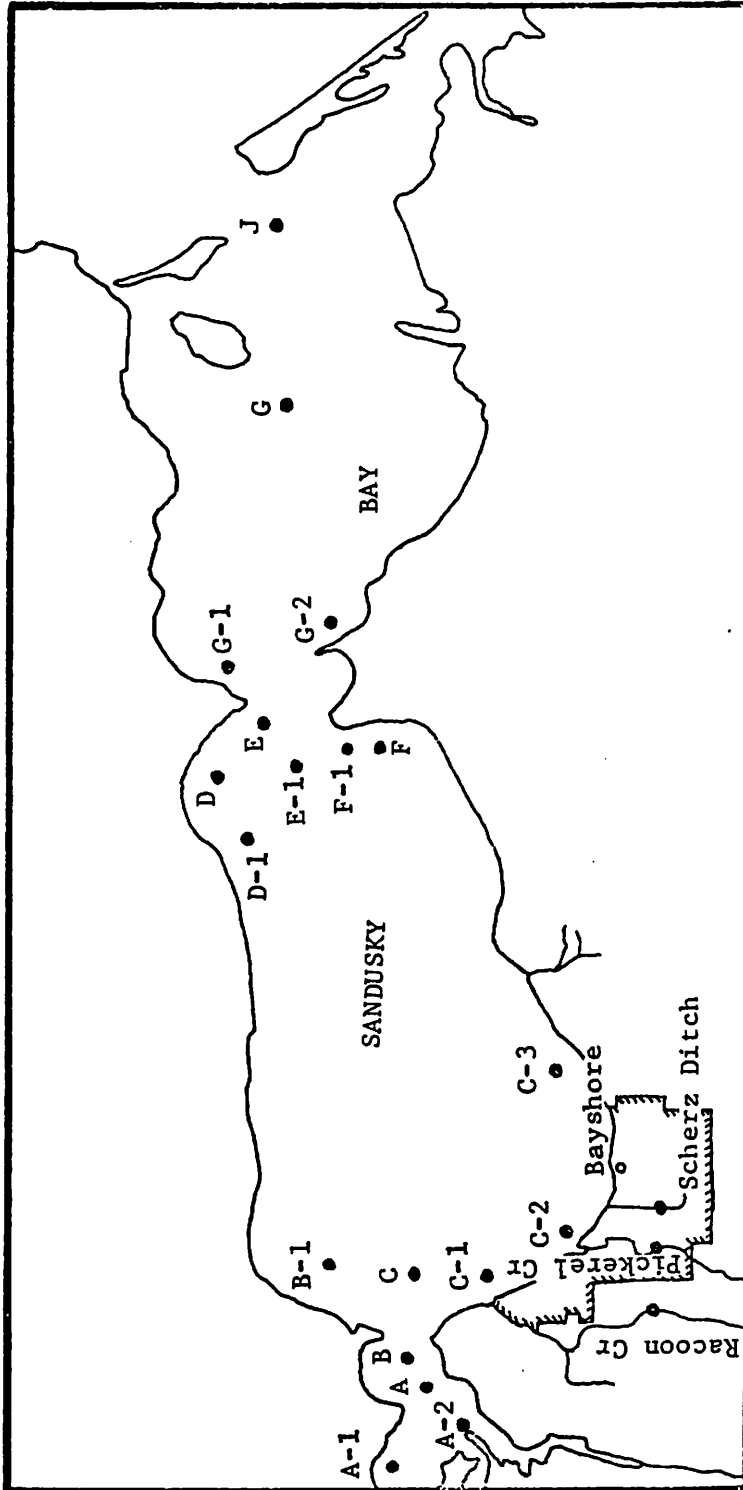 A-1
A-2
A
B
B-1
C
C-1
C-2
C-3
Pickerel Cr
Racoon Cr
Bayshore
Scherz Ditch
SANDUSKY
D-1
D
E
E-1
F-1
F
G-1
G-2
BAY
G
J